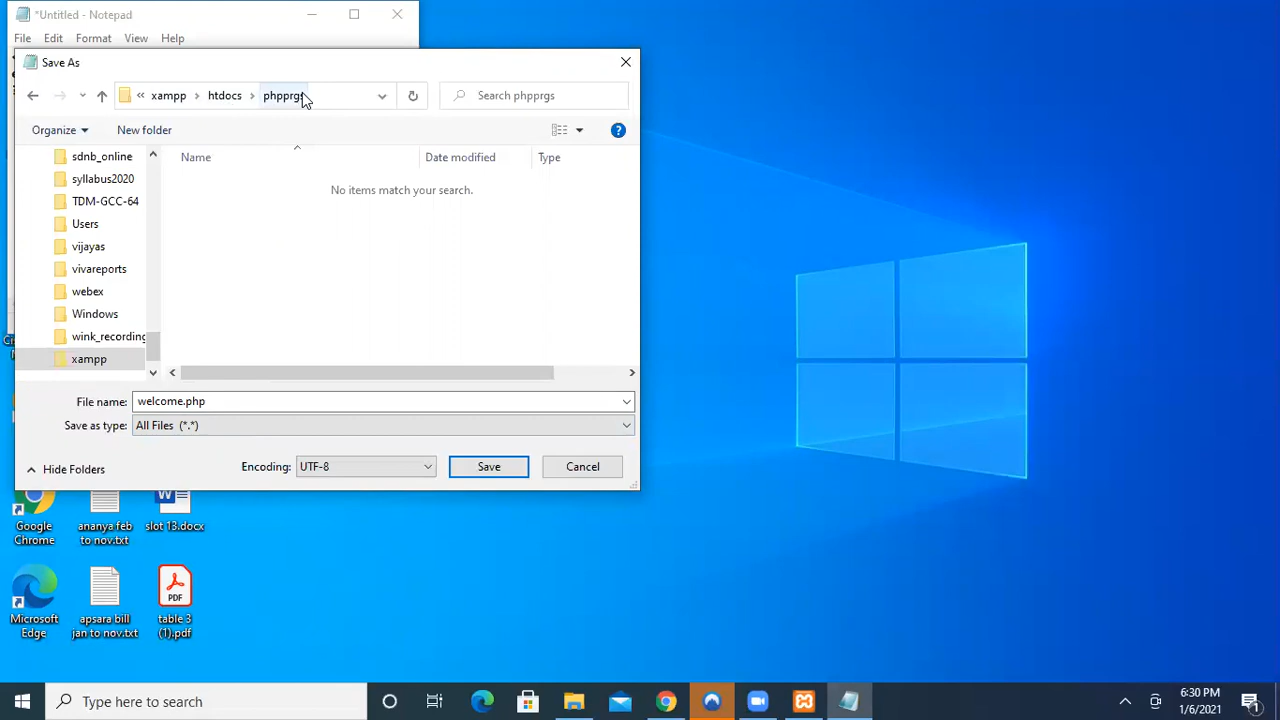 *Untitled - Notepad
File Edit Format View Help
Save As
« xampp › htdocs › phpprgs
Search phpprgs
Organize New folder
Name Date modified Type
No items match your search.
sdnb_online
syllabus2020
TDM-GCC-64
Users
vijayas
vivareports
webex
Windows
wink_recording
xampp
File name: welcome.php
Save as type: All Files (*.*)
Hide Folders
Encoding: UTF-8
Save Cancel
Google
Chrome
ananya feb
to nov.txt
slot 13.docx
Microsoft
Edge
apsara bill
jan to nov.txt
PDF
table 3
(1).pdf
Type here to search
6:30 PM
1/6/2021
1